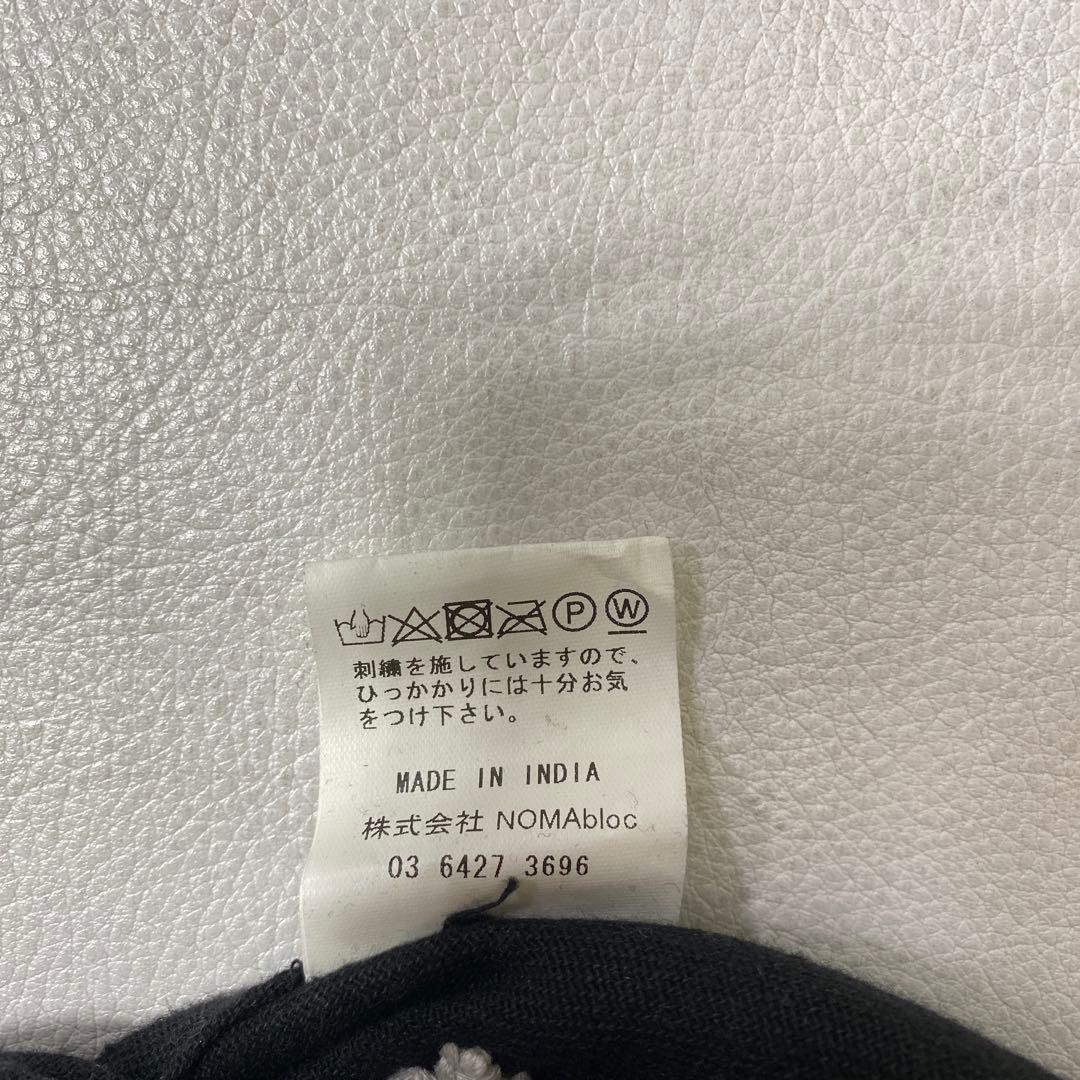 P W
刺繍を施していますので、
ひっかかりには十分お気
をつけ下さい。
MADE IN INDIA
株式会社 NOMAbloc
03 6427 3696